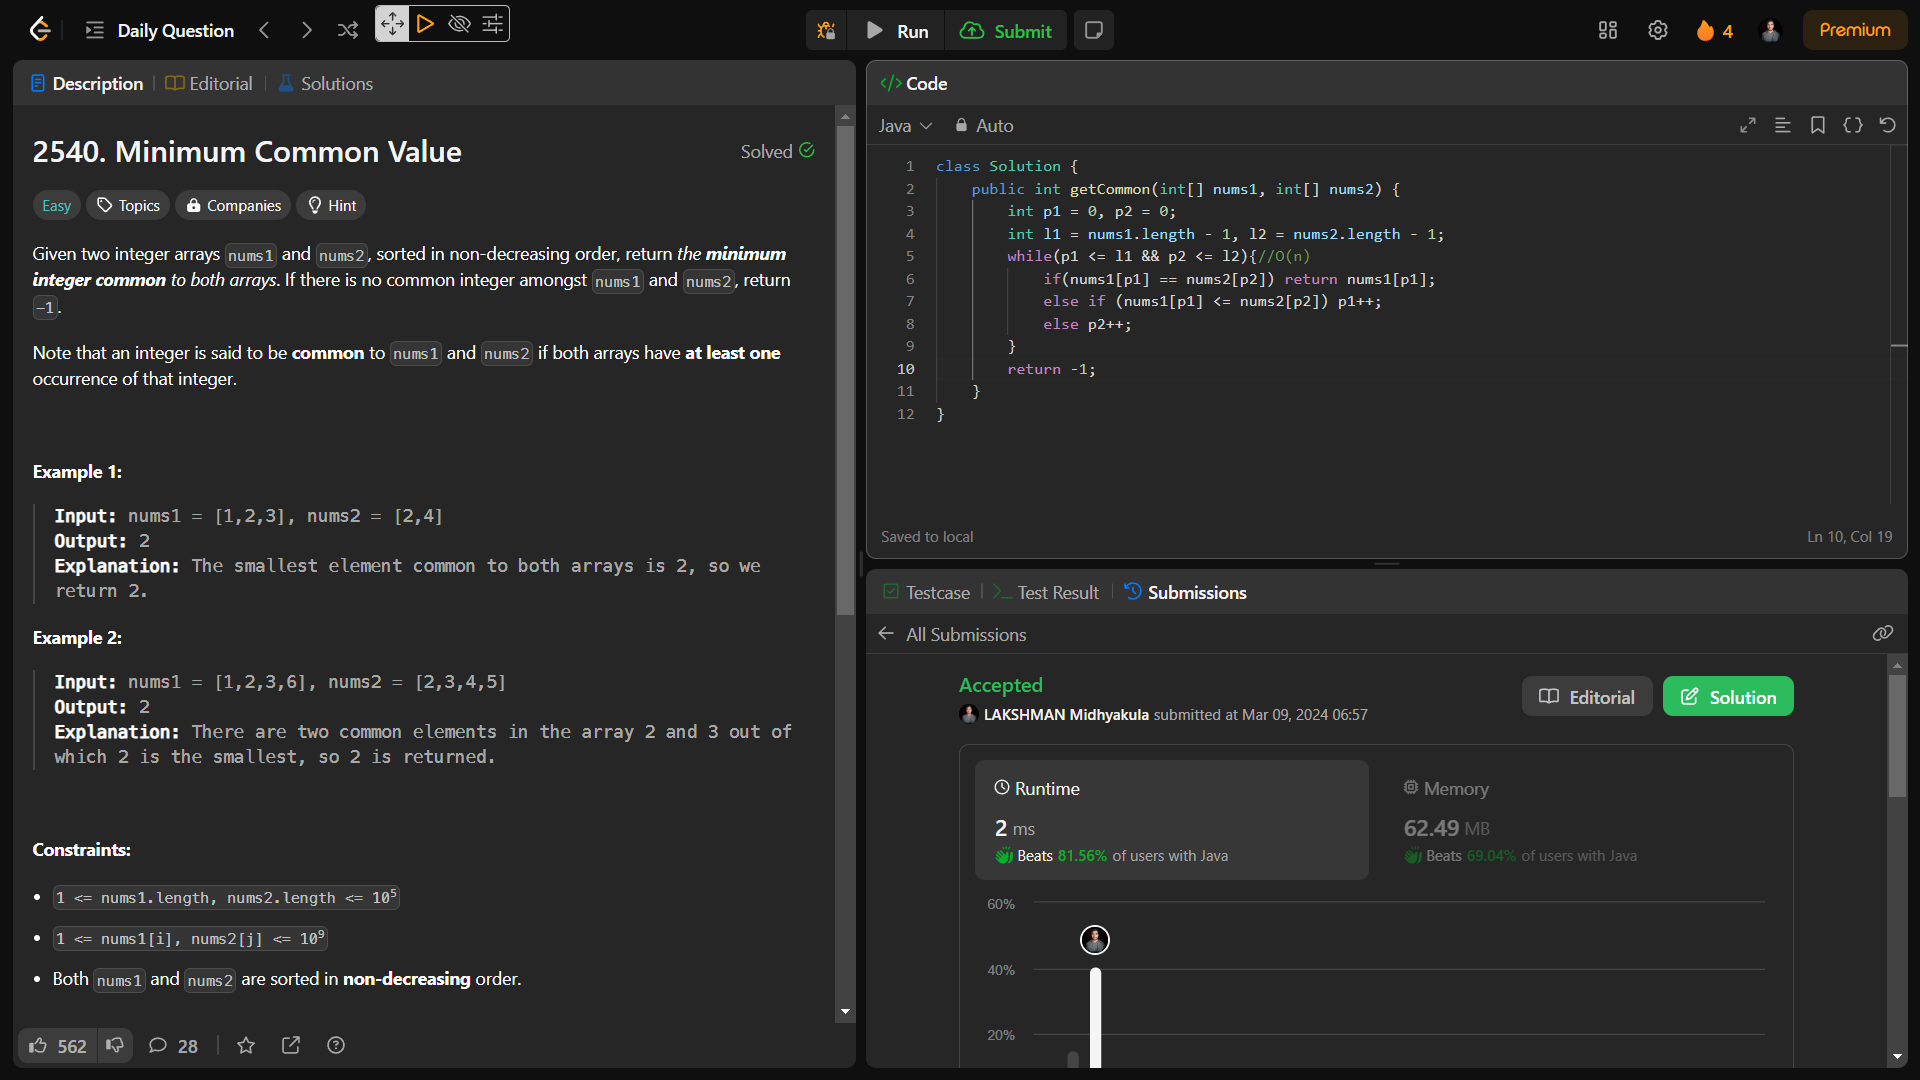 Daily Question
Run
Submit
4
Premium
Description
Editorial
Solutions
2540. Minimum Common Value
Solved
Easy
Topics
Companies
Hint
Given two integer arrays nums1 and nums2, sorted in non-decreasing order, return the minimum
integer common to both arrays. If there is no common integer amongst nums1 and nums2, return
-1.
Note that an integer is said to be common to nums1 and nums2 if both arrays have at least one
occurrence of that integer.
Example 1:
Input: nums1 = [1,2,3], nums2 = [2,4]
Output: 2
Explanation: The smallest element common to both arrays is 2, so we
return 2.
Example 2:
Input: nums1 = [1,2,3,6], nums2 = [2,3,4,5]
Output: 2
Explanation: There are two common elements in the array 2 and 3 out of
which 2 is the smallest, so 2 is returned.
Constraints:
• 1 <= nums1.length, nums2.length <= 10⁵
• 1 <= nums1[i], nums2[j] <= 10⁹
• Both nums1 and nums2 are sorted in non-decreasing order.
562
28
</> Code
Java
Auto
1 class Solution {
2     public int getCommon(int[] nums1, int[] nums2) {
3         int p1 = 0, p2 = 0;
4         int l1 = nums1.length - 1, l2 = nums2.length - 1;
5         while(p1 <= l1 && p2 <= l2){//O(n)
6             if(nums1[p1] == nums2[p2]) return nums1[p1];
7             else if (nums1[p1] <= nums2[p2]) p1++;
8             else p2++;
9         }
10         return -1;
11     }
12 }
Saved to local
Ln 10, Col 19
Testcase
Test Result
Submissions
All Submissions
Accepted
LAKSHMAN Midhyakula submitted at Mar 09, 2024 06:57
Editorial
Solution
Runtime
2 ms
Beats 81.56% of users with Java
Memory
62.49 MB
Beats 69.04% of users with Java
60%
40%
20%